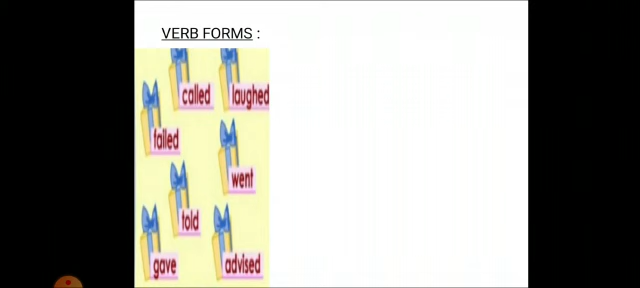 VERB FORMS :
called laughed
failed
went
told
gave advised